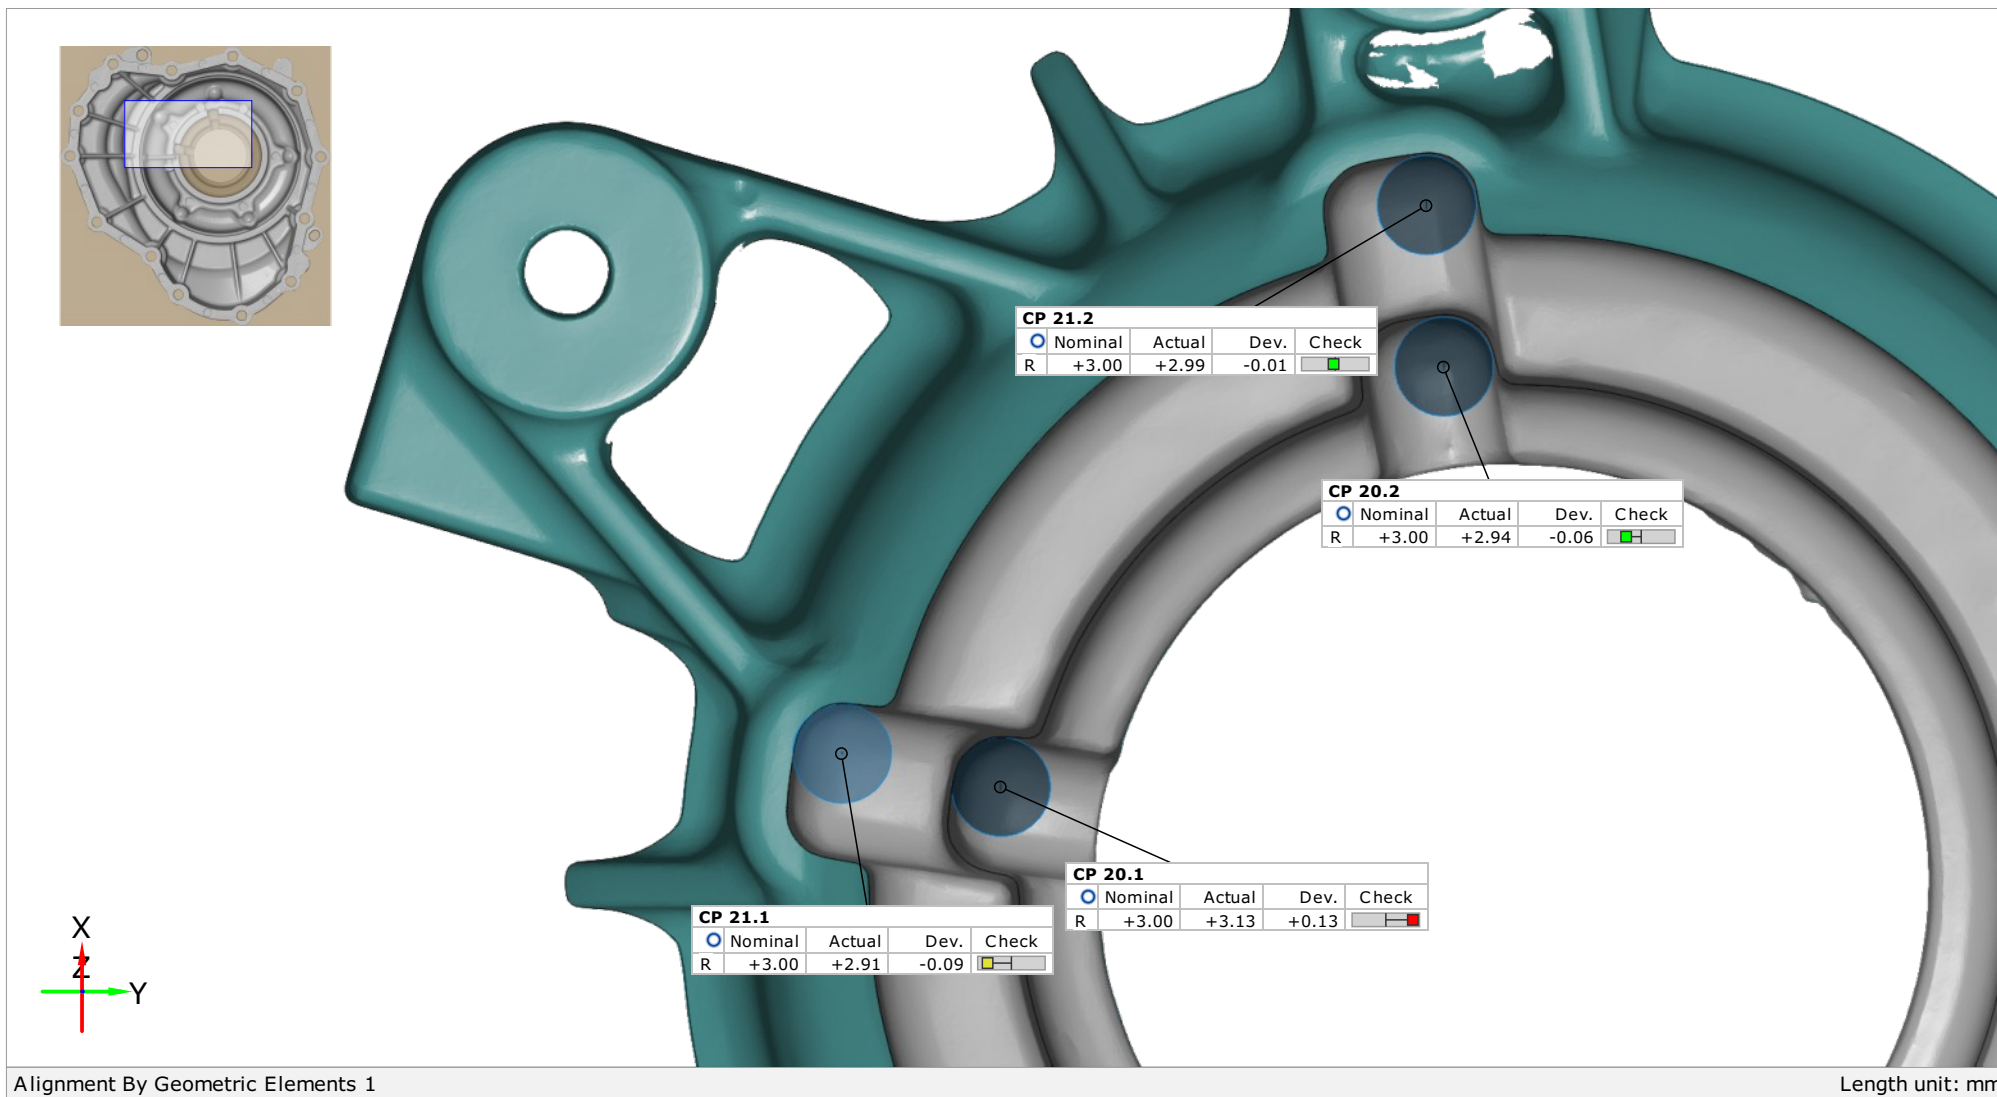 CP 21.2
Nominal Actual Dev. Check
R +3.00 +2.99 -0.01
CP 20.2
Nominal Actual Dev. Check
R +3.00 +2.94 -0.06
CP 20.1
Nominal Actual Dev. Check
R +3.00 +3.13 +0.13
CP 21.1
Nominal Actual Dev. Check
R +3.00 +2.91 -0.09
X
Z
Y
Alignment By Geometric Elements 1
Length unit: mm